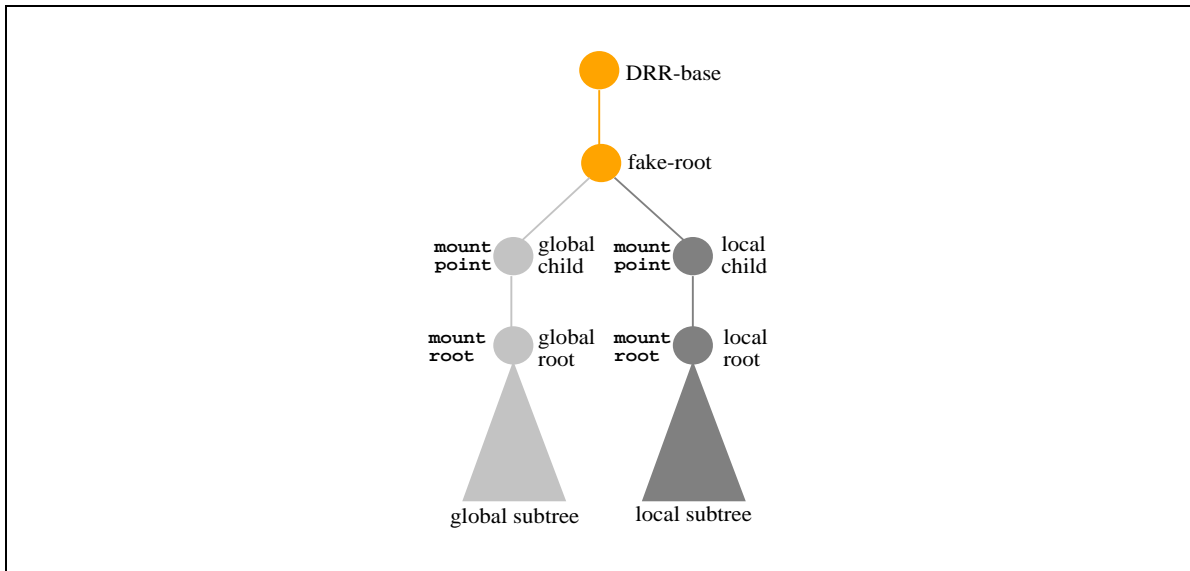 DRR-base
fake-root
mount
point
global
child
mount
point
local
child
mount
root
global
root
mount
root
local
root
global subtree
local subtree